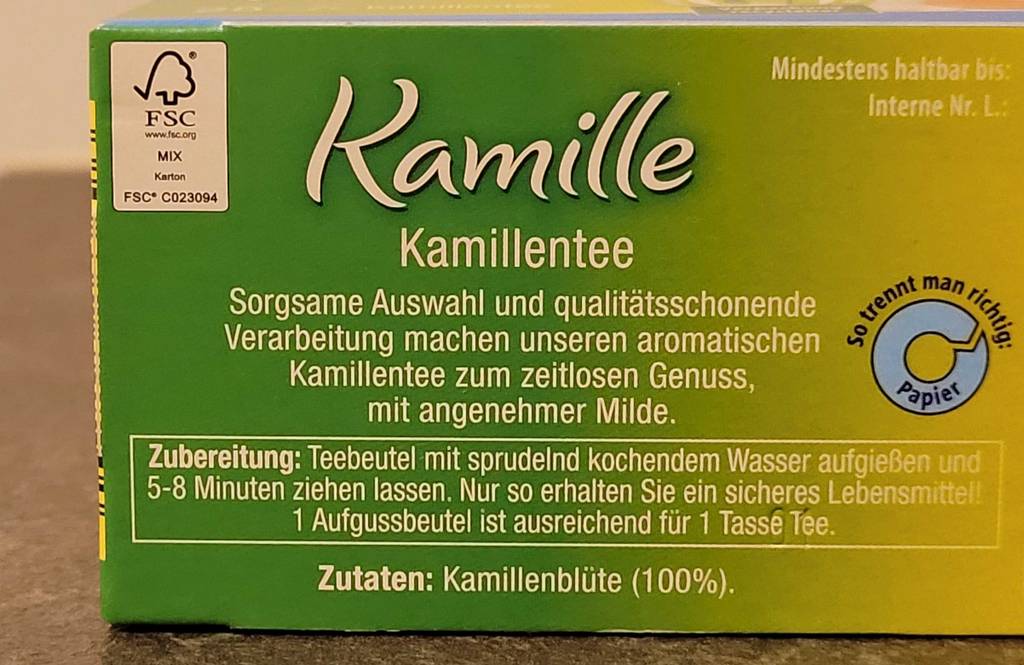 Kamillentee
FSC®
www.fsc.org
MIX
Karton
FSC® C023094
Kamille
Mindestens haltbar bis:
Interne Nr. L.:
Kamillentee
Sorgsame Auswahl und qualitätsschonende
Verarbeitung machen unseren aromatischen
Kamillentee zum zeitlosen Genuss,
mit angenehmer Milde.
So trennt man richtig:
Papier
Zubereitung: Teebeutel mit sprudelnd kochendem Wasser aufgießen und
5-8 Minuten ziehen lassen. Nur so erhalten Sie ein sicheres Lebensmittel!
1 Aufgussbeutel ist ausreichend für 1 Tasse Tee.
Zutaten: Kamillenblüte (100%).